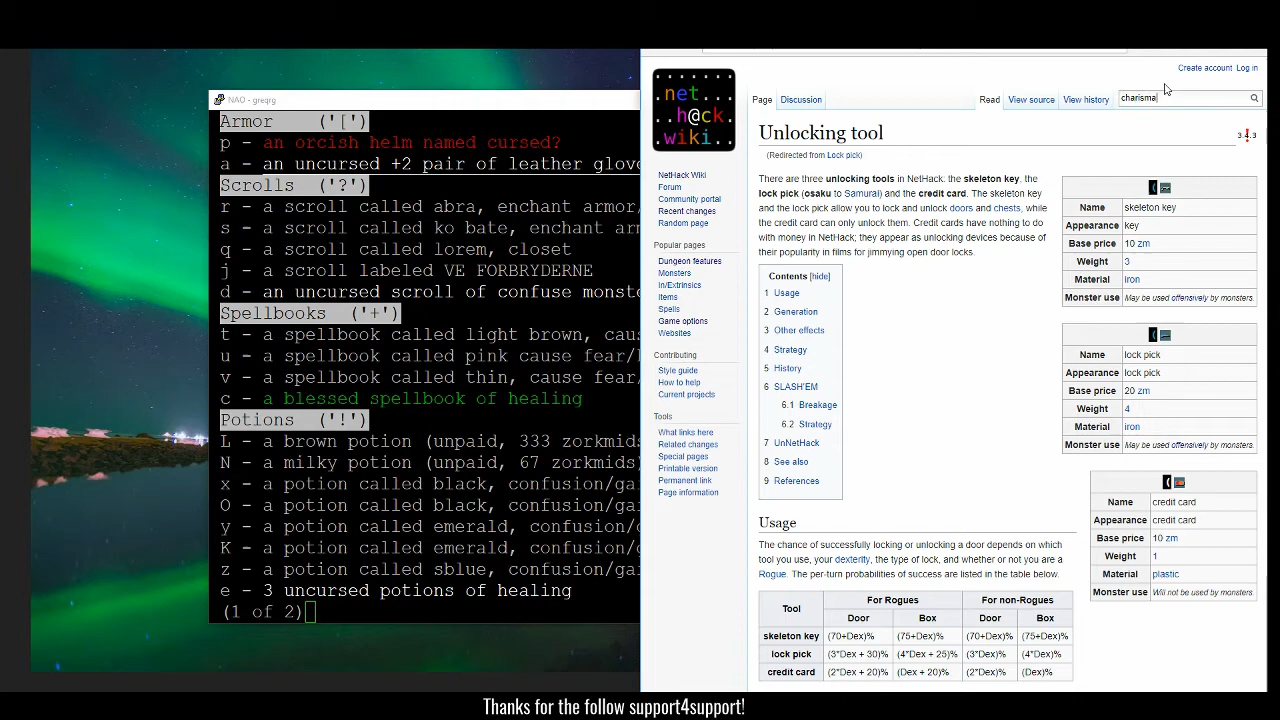 NAO - greqrg
Armor ('[')
p - an orcish helm named cursed?
a - an uncursed +2 pair of leather glove
Scrolls ('?')
r - a scroll called abra, enchant armor/
s - a scroll called ko bate, enchant arm
q - a scroll called lorem, closet
j - a scroll labeled VE FORBRYDERNE
d - an uncursed scroll of confuse monste
Spellbooks ('+')
t - a spellbook called light brown, caus
u - a spellbook called pink cause fear/
v - a spellbook called thin, cause fear/
c - a blessed spellbook of healing
Potions ('!')
L - a brown potion (unpaid, 333 zorkmids
N - a milky potion (unpaid, 67 zorkmids)
x - a potion called black, confusion/gai
O - a potion called black, confusion/gai
y - a potion called emerald, confusion/
K - a potion called emerald, confusion/
z - a potion called sblue, confusion/ga
e - 3 uncursed potions of healing
(1 of 2)
Create account Log in
.net...
.h@ck
.wiki..
Page Discussion Read View source View history charisma
Unlocking tool
3.4.3
(Redirected from Lock pick)
NetHack Wiki
Forum
Community portal
Recent changes
Random page
Popular pages
Dungeon features
Monsters
In/Extrinsics
Items
Spells
Game options
Websites
Contributing
Style guide
How to help
Current projects
Tools
What links here
Related changes
Special pages
Printable version
Permanent link
Page information
There are three unlocking tools in NetHack: the skeleton key, the
lock pick (osaku to Samurai) and the credit card. The skeleton key
and the lock pick allow you to lock and unlock doors and chests, while
the credit card can only unlock them. Credit cards have nothing to do
with money in NetHack; they appear as unlocking devices because of
their popularity in films for jimmying open door locks.
Contents [hide]
1 Usage
2 Generation
3 Other effects
4 Strategy
5 History
6 SLASH'EM
6.1 Breakage
6.2 Strategy
7 UnNetHack
8 See also
9 References
Name skeleton key
Appearance key
Base price 10 zm
Weight 3
Material iron
Monster use May be used offensively by monsters.
Name lock pick
Appearance lock pick
Base price 20 zm
Weight 4
Material iron
Monster use May be used offensively by monsters.
Name credit card
Appearance credit card
Base price 10 zm
Weight 1
Material plastic
Monster use Will not be used by monsters.
Usage
The chance of successfully locking or unlocking a door depends on which
tool you use, your dexterity, the type of lock, and whether or not you are a
Rogue. The per-turn probabilities of success are listed in the table below.
Tool For Rogues For non-Rogues
Door Box Door Box
skeleton key (70+Dex)% (75+Dex)% (70+Dex)% (75+Dex)%
lock pick (3*Dex + 30)% (4*Dex + 25)% (3*Dex)% (4*Dex)%
credit card (2*Dex + 20)% (Dex + 20)% (2*Dex)% (Dex)%
Thanks for the follow support4support!